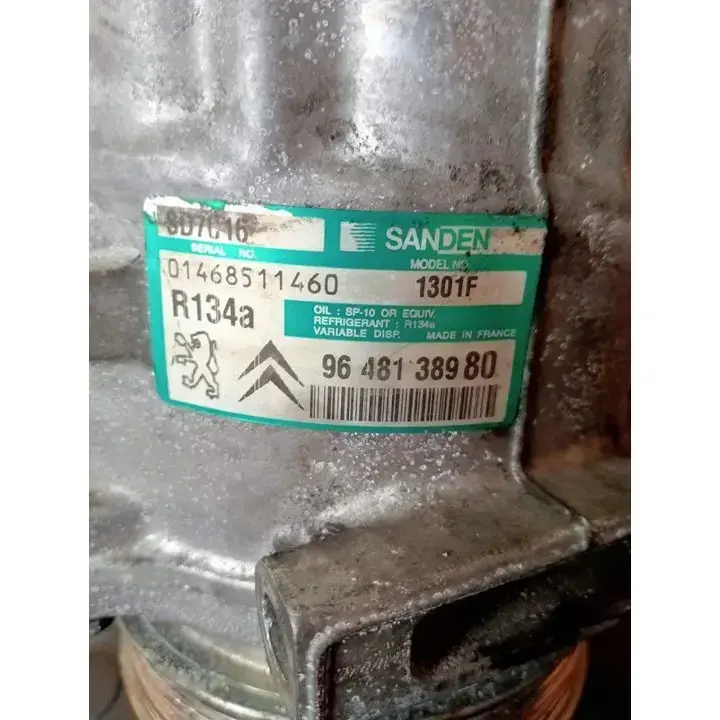 SD7C16
SANDEN
SERIAL NO.
MODEL NO.
01468511460
1301F
R134a
OIL : SP-10 OR EQUIV.
REFRIGERANT : R134a
VARIABLE DISP. MADE IN FRANCE
96 481 389 80